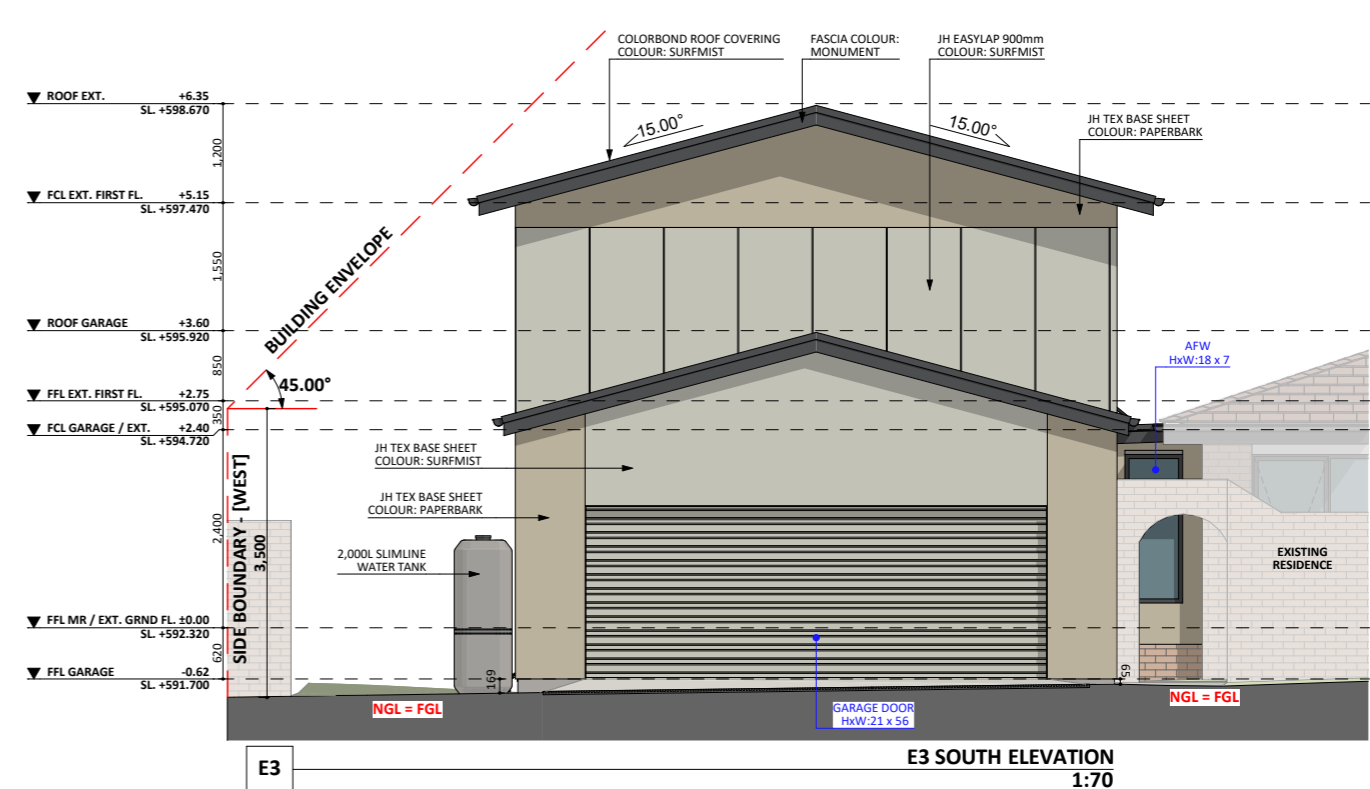 COLORBOND ROOF COVERING
COLOUR: SURFMIST
FASCIA COLOUR:
MONUMENT
JH EASYLAP 900mm
COLOUR: SURFMIST
JH TEX BASE SHEET
COLOUR: PAPERBARK
15.00°
15.00°
ROOF EXT. +6.35
SL. +598.670
1,200
FCL EXT. FIRST FL. +5.15
SL. +597.470
1,550
BUILDING ENVELOPE
ROOF GARAGE +3.60
SL. +595.920
850
45.00°
FFL EXT. FIRST FL. +2.75
SL. +595.070
350
FCL GARAGE / EXT. +2.40
SL. +594.720
AFW
HxW:18 x 7
JH TEX BASE SHEET
COLOUR: SURFMIST
JH TEX BASE SHEET
COLOUR: PAPERBARK
2,400
SIDE BOUNDARY - [WEST]
3,500
2,000L SLIMLINE
WATER TANK
EXISTING
RESIDENCE
FFL MR / EXT. GRND FL. ±0.00
SL. +592.320
620
FFL GARAGE -0.62
SL. +591.700
169
65
NGL = FGL
GARAGE DOOR
HxW:21 x 56
NGL = FGL
E3
E3 SOUTH ELEVATION
1:70